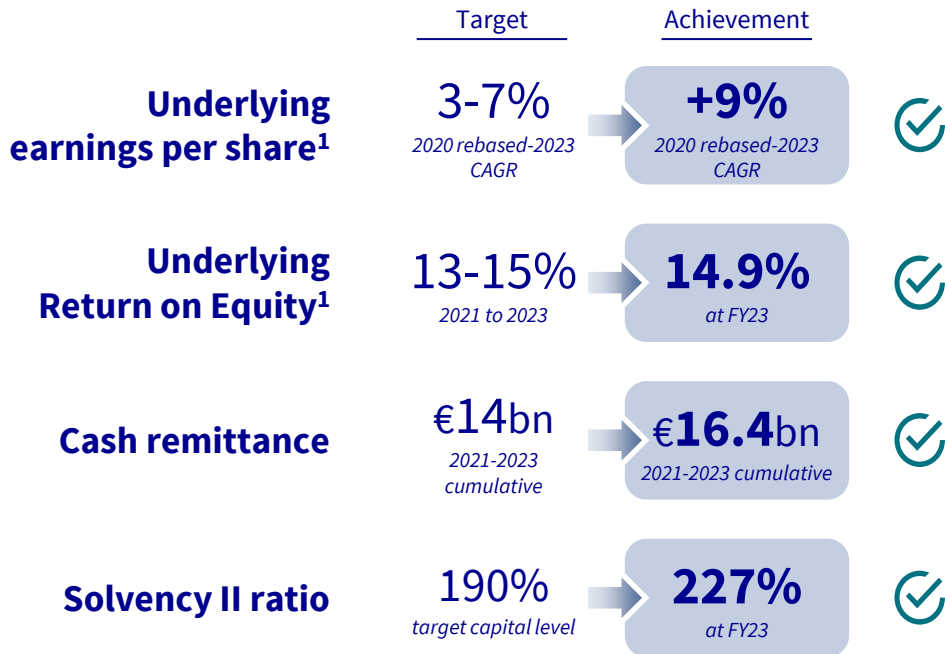 Target
Achievement
Underlying
earnings per share¹
3-7%
2020 rebased-2023
CAGR
+9%
2020 rebased-2023
CAGR
Underlying
Return on Equity¹
13-15%
2021 to 2023
14.9%
at FY23
Cash remittance
€14bn
2021-2023
cumulative
€16.4bn
2021-2023 cumulative
Solvency II ratio
190%
target capital level
227%
at FY23